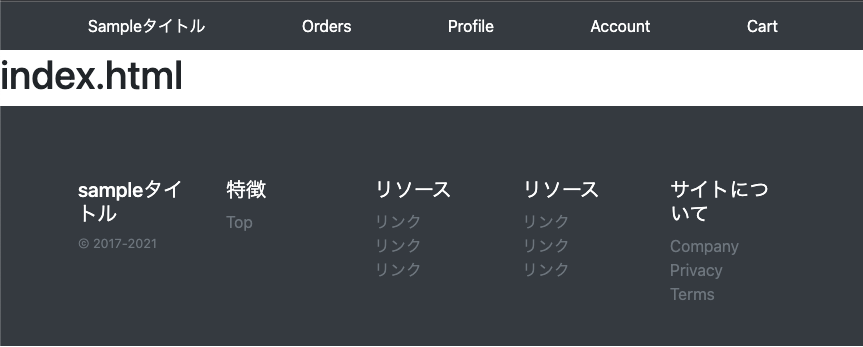 Sampleタイトル Orders Profile Account Cart
index.html
sampleタイ
トル
© 2017-2021
特徴
Top
リソース
リンク
リンク
リンク
リソース
リンク
リンク
リンク
サイトにつ
いて
Company
Privacy
Terms